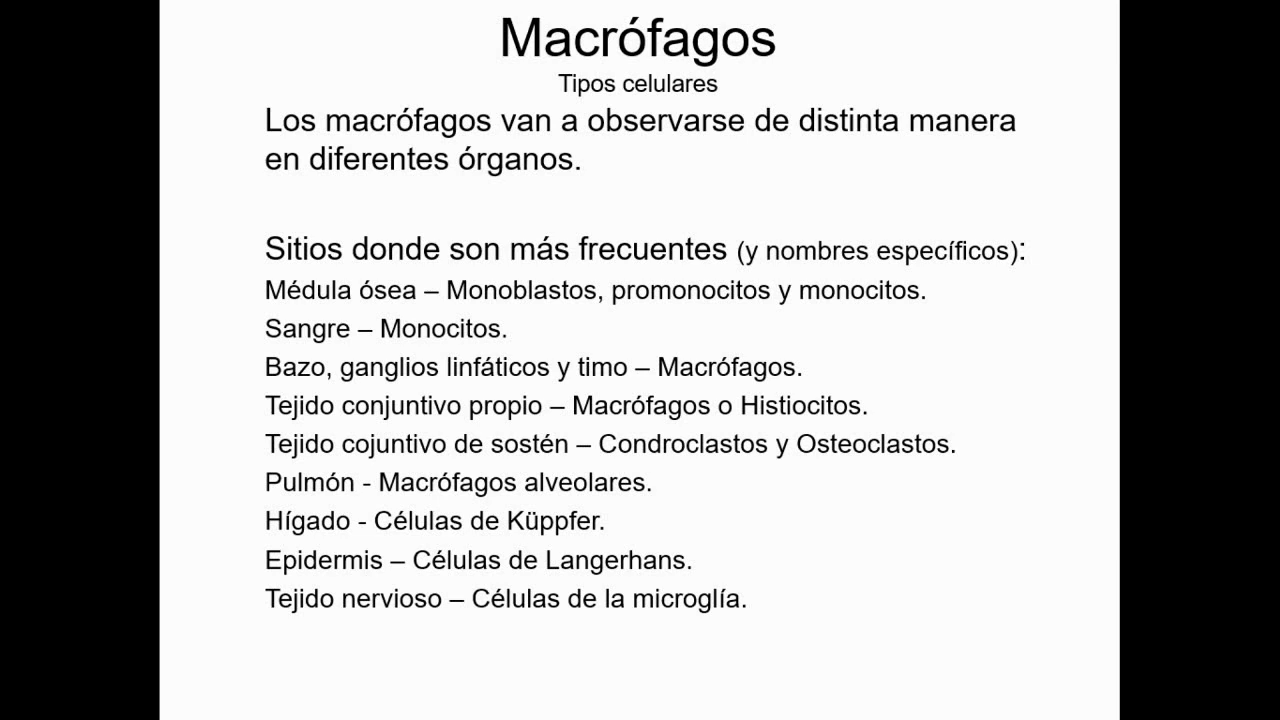 Macrófagos
Tipos celulares
Los macrófagos van a observarse de distinta manera
en diferentes órganos.
Sitios donde son más frecuentes (y nombres específicos):
Médula ósea – Monoblastos, promonocitos y monocitos.
Sangre – Monocitos.
Bazo, ganglios linfáticos y timo – Macrófagos.
Tejido conjuntivo propio – Macrófagos o Histiocitos.
Tejido cojuntivo de sostén – Condroclastos y Osteoclastos.
Pulmón - Macrófagos alveolares.
Hígado - Células de Küppfer.
Epidermis – Células de Langerhans.
Tejido nervioso – Células de la microglía.